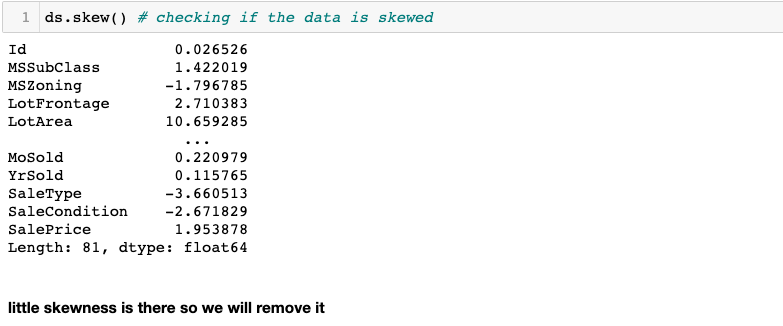 1 ds.skew() # checking if the data is skewed
Id 0.026526
MSSubClass 1.422019
MSZoning -1.796785
LotFrontage 2.710383
LotArea 10.659285
...
MoSold 0.220979
YrSold 0.115765
SaleType -3.660513
SaleCondition -2.671829
SalePrice 1.953878
Length: 81, dtype: float64
little skewness is there so we will remove it